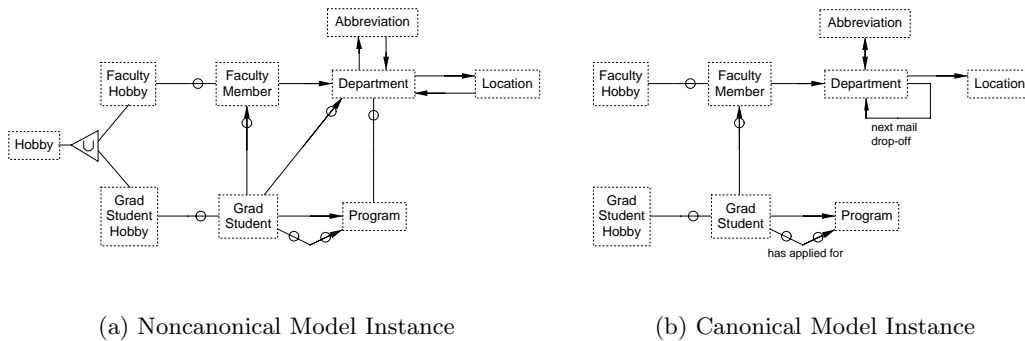 Abbreviation
Faculty
Hobby
Faculty
Member
Department
Location
Hobby
U
Grad
Student
Hobby
Grad
Student
Program
(a) Noncanonical Model Instance
Abbreviation
Faculty
Hobby
Faculty
Member
Department
Location
next mail
drop-off
Grad
Student
Hobby
Grad
Student
Program
has applied for
(b) Canonical Model Instance